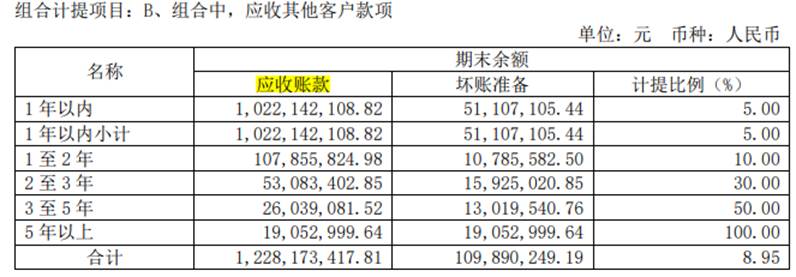 组合计提项目：B、组合中，应收其他客户款项
单位：元 币种：人民币
名称 期末余额
应收账款 坏账准备 计提比例（%）
1 年以内 1,022,142,108.82 51,107,105.44 5.00
1 年以内小计 1,022,142,108.82 51,107,105.44 5.00
1 至 2 年 107,855,824.98 10,785,582.50 10.00
2 至 3 年 53,083,402.85 15,925,020.85 30.00
3 至 5 年 26,039,081.52 13,019,540.76 50.00
5 年以上 19,052,999.64 19,052,999.64 100.00
合计 1,228,173,417.81 109,890,249.19 8.95